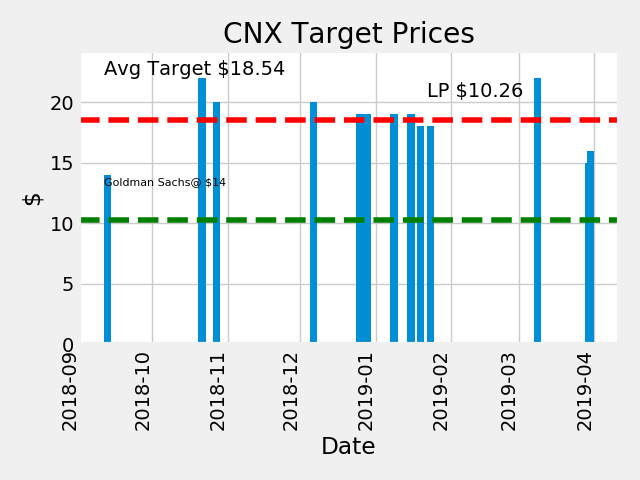 CNX Target Prices
Avg Target $18.54
LP $10.26
Goldman Sachs@ $14
$
20
15
10
5
0
2018-09
2018-10
2018-11
2018-12
2019-01
2019-02
2019-03
2019-04
Date